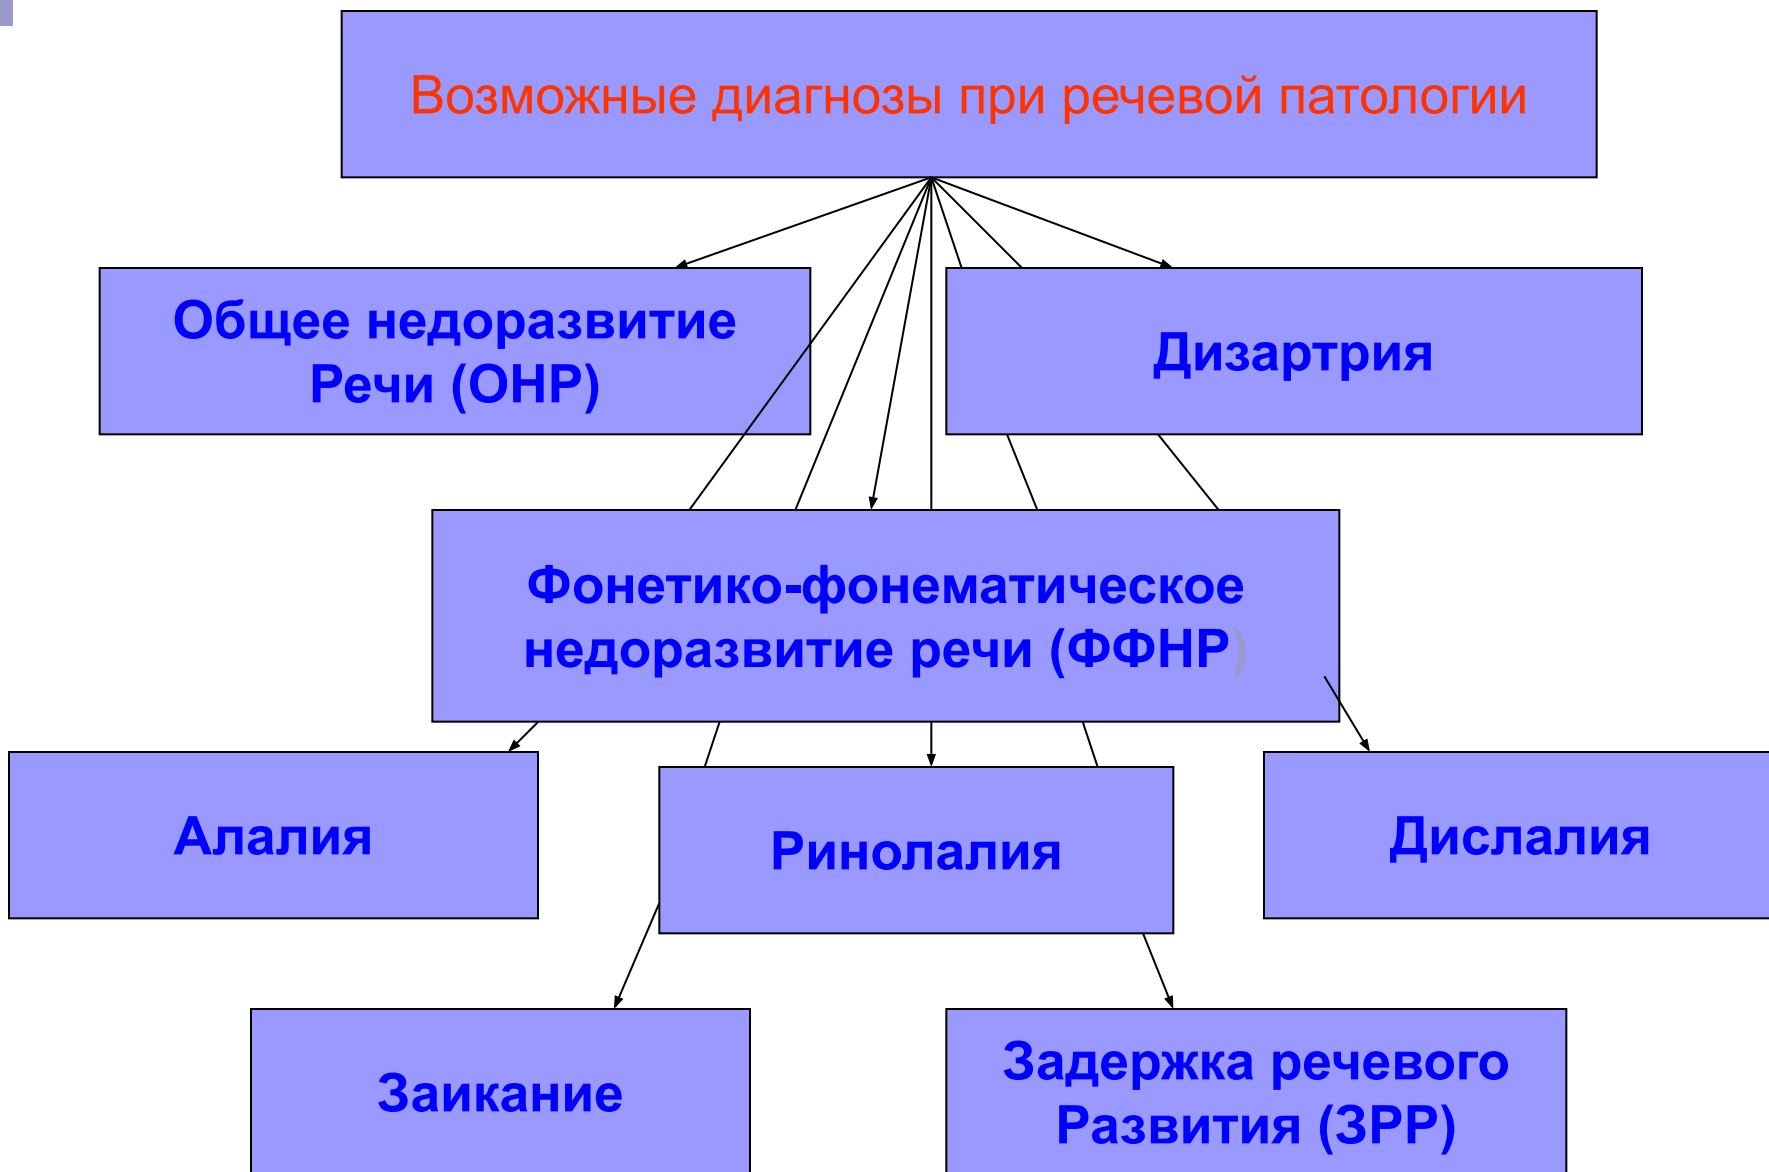 Возможные диагнозы при речевой патологии
Общее недоразвитие
Речи (ОНР)
Дизартрия
Фонетико-фонематическое
недоразвитие речи (ФФНР)
Алалия
Ринолалия
Дислалия
Заикание
Задержка речевого
Развития (ЗРР)